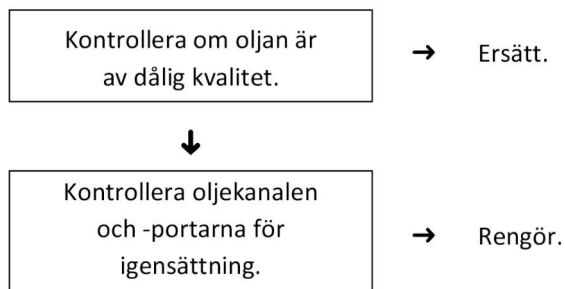 Kontrollera om oljan är
av dålig kvalitet.
→ Ersätt.
↓
Kontrollera oljekanalen
och -portarna för
igensättning.
→ Rengör.